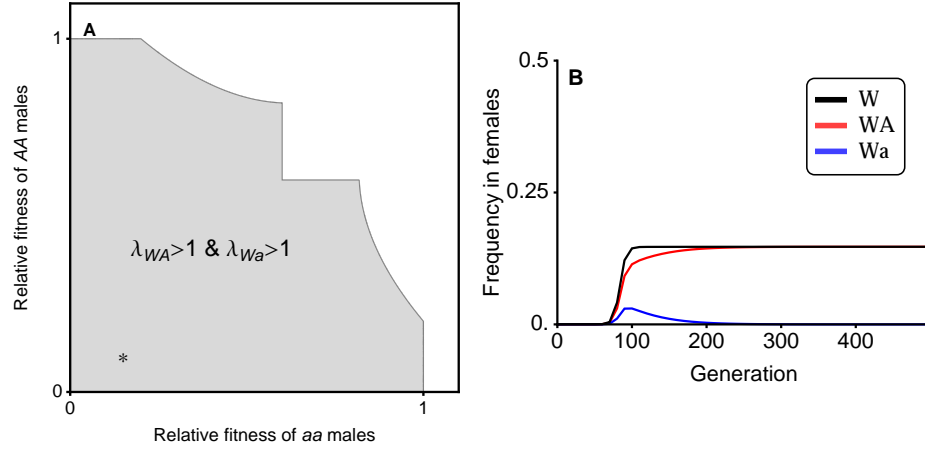 A
1
0
0
1
Relative fitness of AA males
Relative fitness of aa males
λWA>1 & λWa>1
*
B
0.5
0.25
0.
0
100
200
300
400
Frequency in females
Generation
W
WA
Wa